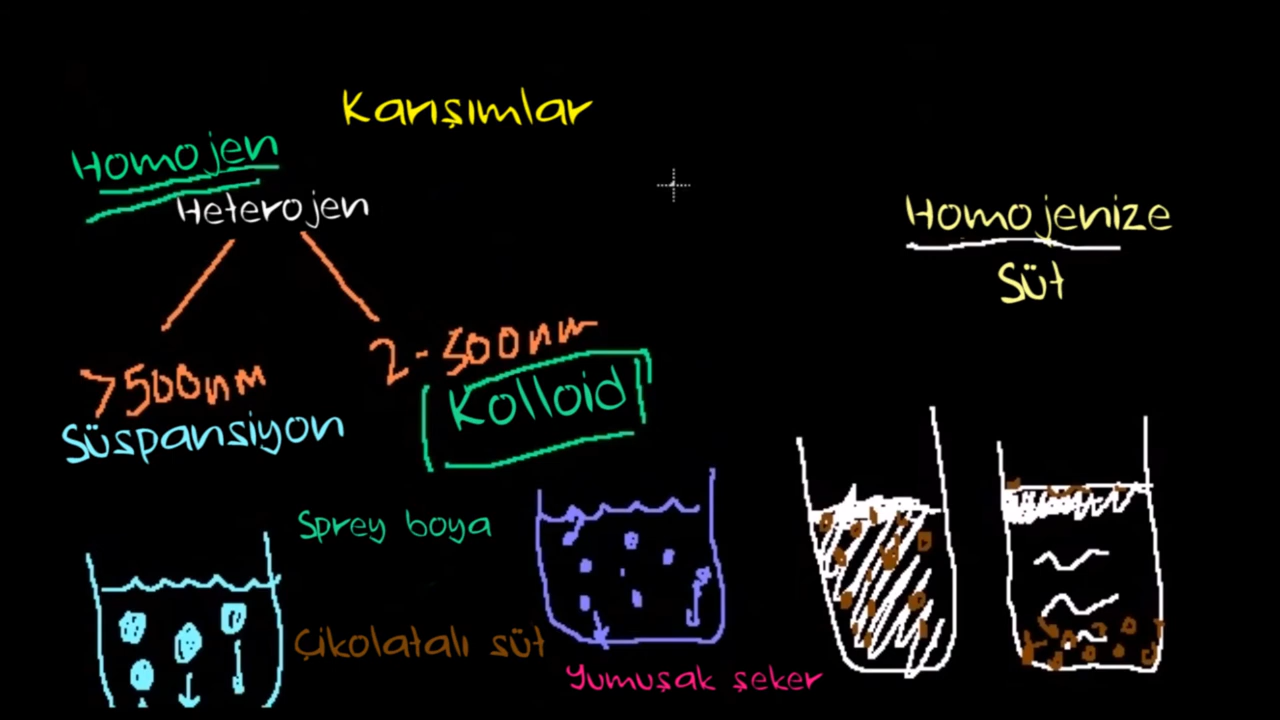 Karışımlar
Homojen
Heterojen
>500nm
Süspansiyon
2-500nm
Kolloid
Sprey boya
Çikolatalı süt
Yumuşak şeker
Homojenize
Süt